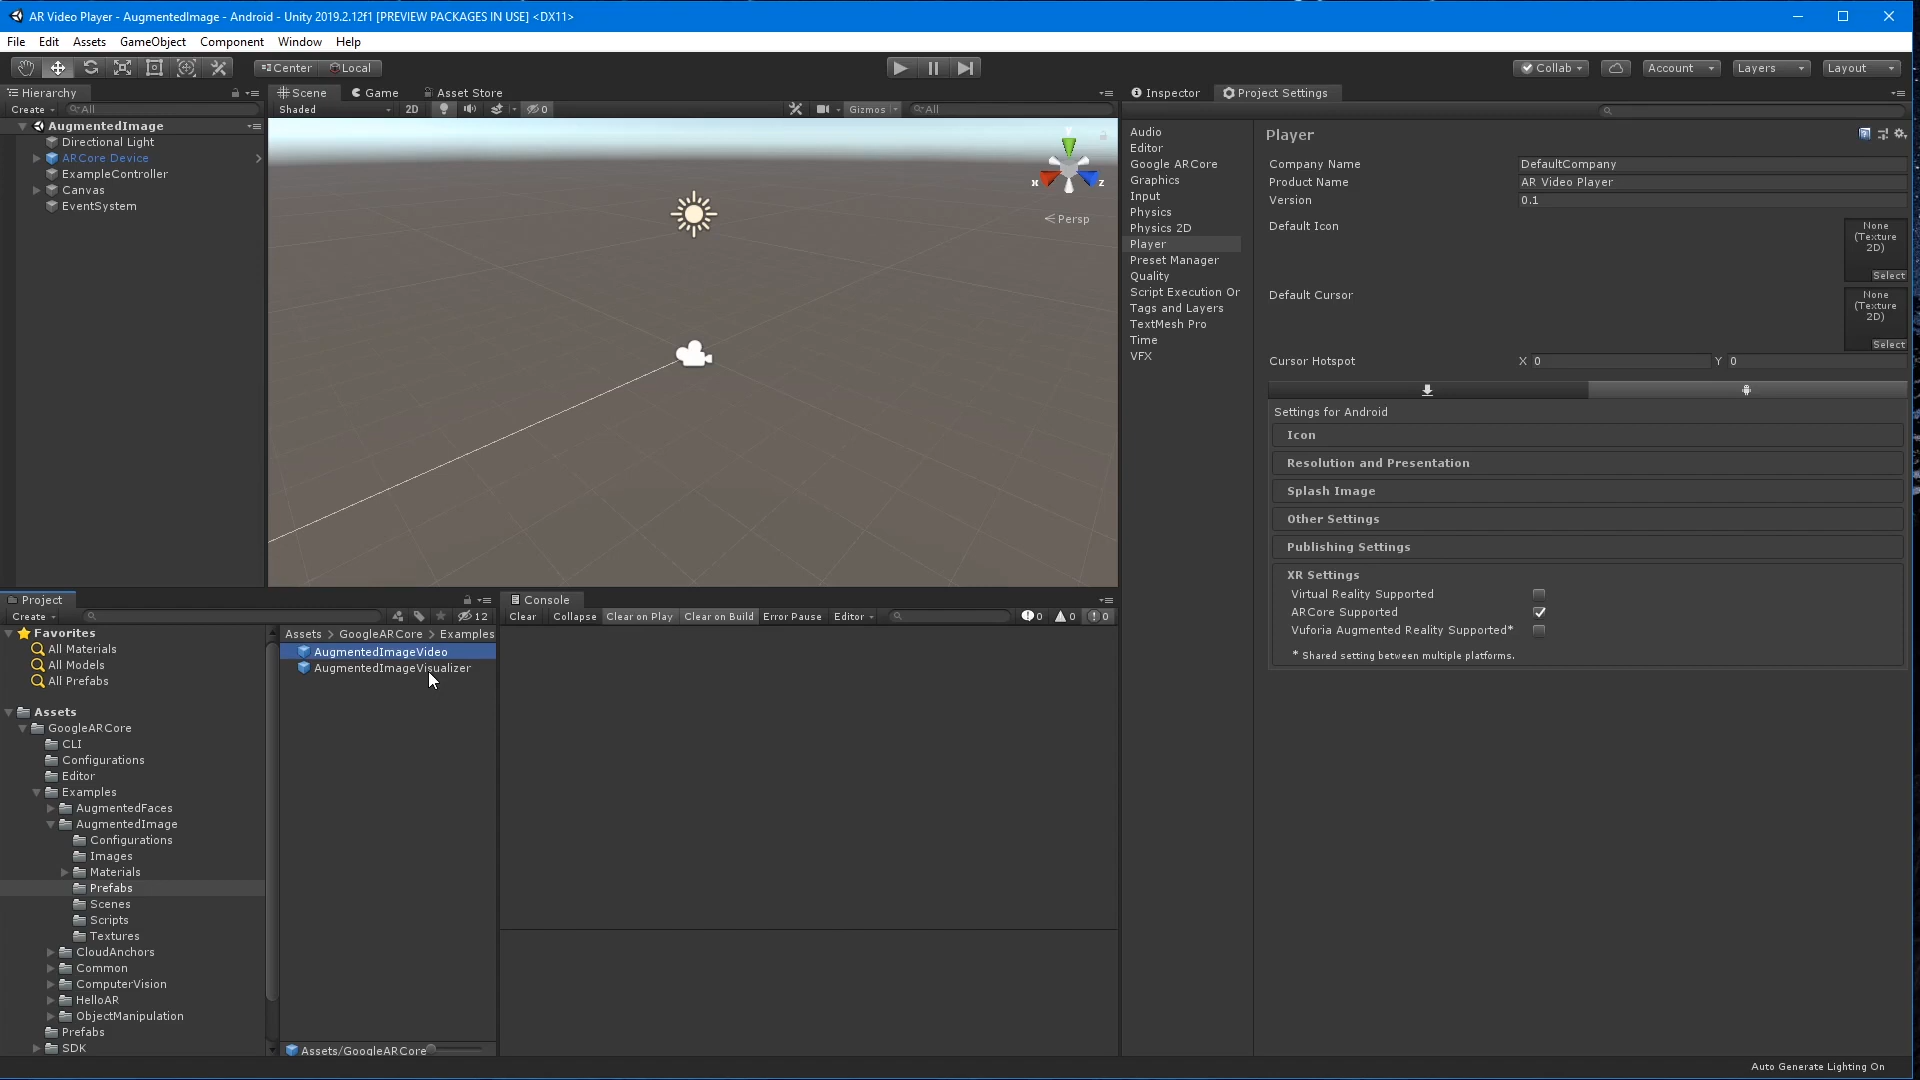 AR Video Player - AugmentedImage - Android - Unity 2019.2.12f1 [PREVIEW PACKAGES IN USE] <DX11>
File Edit Assets GameObject Component Window Help
Center Local
Collab Account Layers Layout
Hierarchy
Create All
AugmentedImage
Directional Light
ARCore Device
ExampleController
Canvas
EventSystem
Scene Game Asset Store
Shaded 2D 0 Gizmos All
x z
Persp
Inspector Project Settings
Audio
Editor
Google ARCore
Graphics
Input
Physics
Physics 2D
Player
Preset Manager
Quality
Script Execution Or
Tags and Layers
TextMesh Pro
Time
VFX
Player
Company Name DefaultCompany
Product Name AR Video Player
Version 0.1
Default Icon
None
(Texture
2D)
Select
Default Cursor
None
(Texture
2D)
Select
Cursor Hotspot X 0 Y 0
Settings for Android
Icon
Resolution and Presentation
Splash Image
Other Settings
Publishing Settings
XR Settings
Virtual Reality Supported
ARCore Supported
Vuforia Augmented Reality Supported*
* Shared setting between multiple platforms.
Project
Create 12
Favorites
All Materials
All Models
All Prefabs
Assets
GoogleARCore
CLI
Configurations
Editor
Examples
AugmentedFaces
AugmentedImage
Configurations
Images
Materials
Prefabs
Scenes
Scripts
Textures
CloudAnchors
Common
ComputerVision
HelloAR
ObjectManipulation
Prefabs
SDK
Assets > GoogleARCore > Examples
AugmentedImageVideo
AugmentedImageVisualizer
Assets/GoogleARCore
Console
Clear Collapse Clear on Play Clear on Build Error Pause Editor 0 0 0
Auto Generate Lighting On